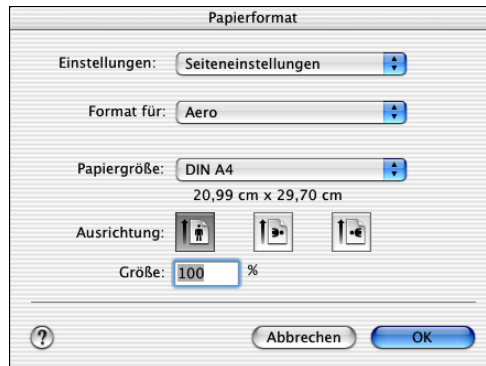 Papierformat
Einstellungen: Seiteneinstellungen
Format für: Aero
Papiergröße: DIN A4
20,99 cm x 29,70 cm
Ausrichtung:
Größe: 100 %
? Abbrechen OK